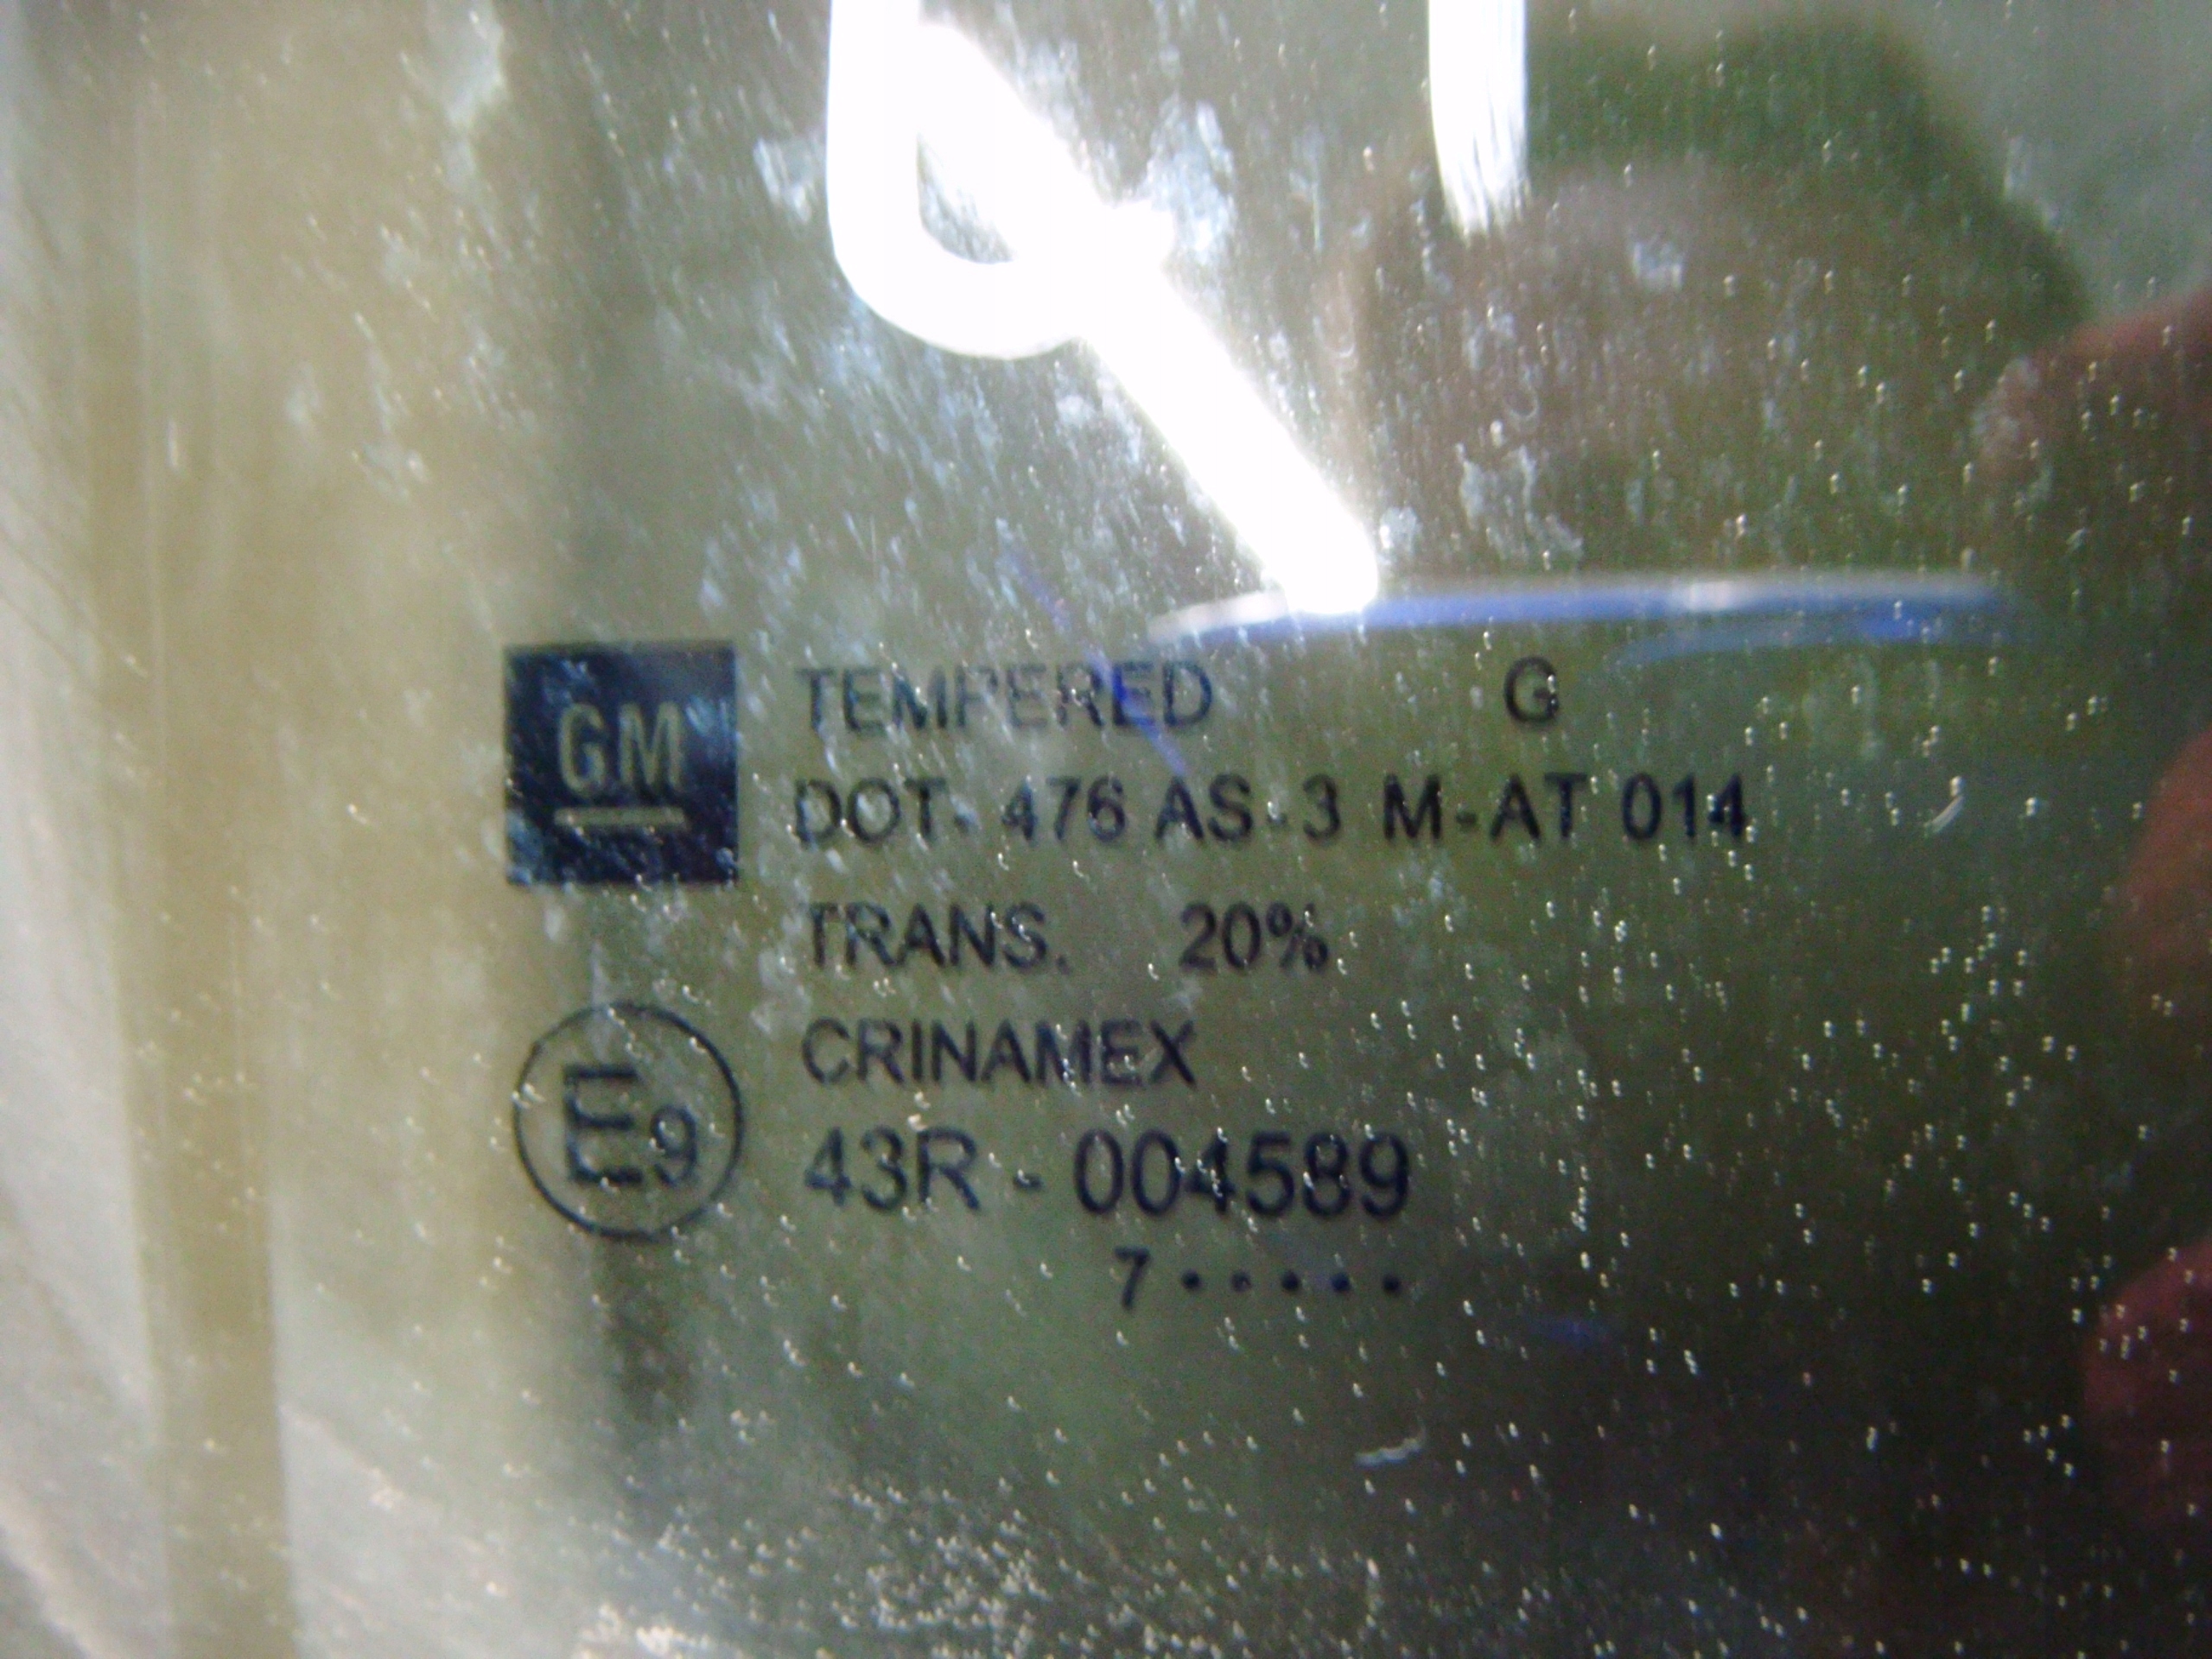 GM
TEMPERED G
DOT- 476 AS-3 M-AT 014
TRANS. 20%
CRINAMEX
E9
43R - 004589
7 • • • • •